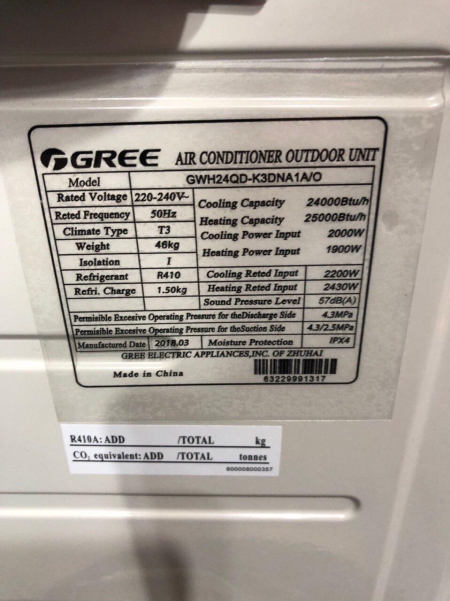 GREE AIR CONDITIONER OUTDOOR UNIT
Model GWH24QD-K3DNA1A/O
Rated Voltage 220-240V~ Cooling Capacity 24000Btu/h
Reted Frequency 50Hz Heating Capacity 25000Btu/h
Climate Type T3 Cooling Power Input 2000W
Weight 46kg Heating Power Input 1900W
Isolation I
Refrigerant R410 Cooling Reted Input 2200W
Refri. Charge 1.50kg Heating Reted Input 2430W
Sound Pressure Level 57dB(A)
Permisible Excesive Operating Pressure for theDischarge Side 4.3MPa
Permissible Excesive Operating Pressure for theSuction Side 4.3/2.5MPa
Manufactured Date 2018.03 Moisture Protection IPX4
GREE ELECTRIC APPLIANCES,INC. OF ZHUHAI
Made in China 63229991317
R410A: ADD /TOTAL kg
CO₂ equivalent: ADD /TOTAL tonnes
600006000357